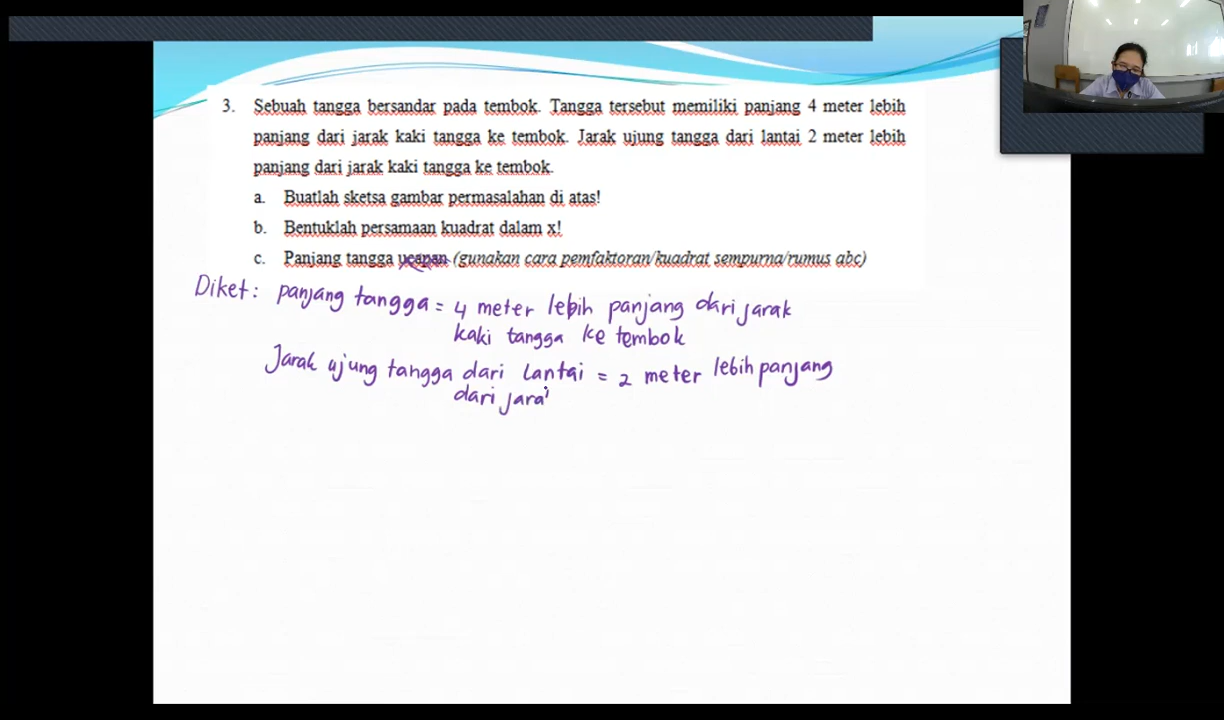 3. Sebuah tangga bersandar pada tembok. Tangga tersebut memiliki panjang 4 meter lebih
panjang dari jarak kaki tangga ke tembok. Jarak ujung tangga dari lantai 2 meter lebih
panjang dari jarak kaki tangga ke tembok.
a. Buatlah sketsa gambar permasalahan di atas!
b. Bentuklah persamaan kuadrat dalam x!
c. Panjang tangga (gunakan cara pemfaktoran/kuadrat sempurna/rumus abc)
Diket: panjang tangga = 4 meter lebih panjang dari jarak
kaki tangga ke tembok
Jarak ujung tangga dari lantai = 2 meter lebih panjang
dari jara